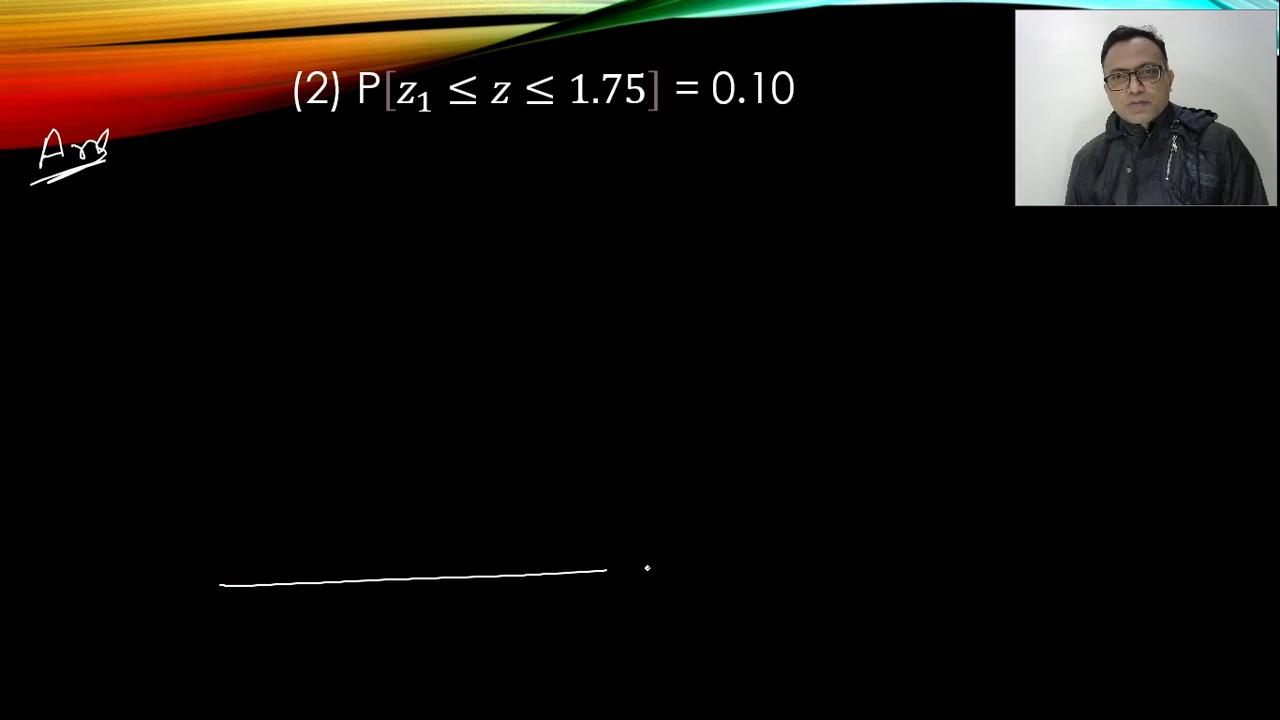 (2) P[z₁ ≤ z ≤ 1.75] = 0.10
Ans